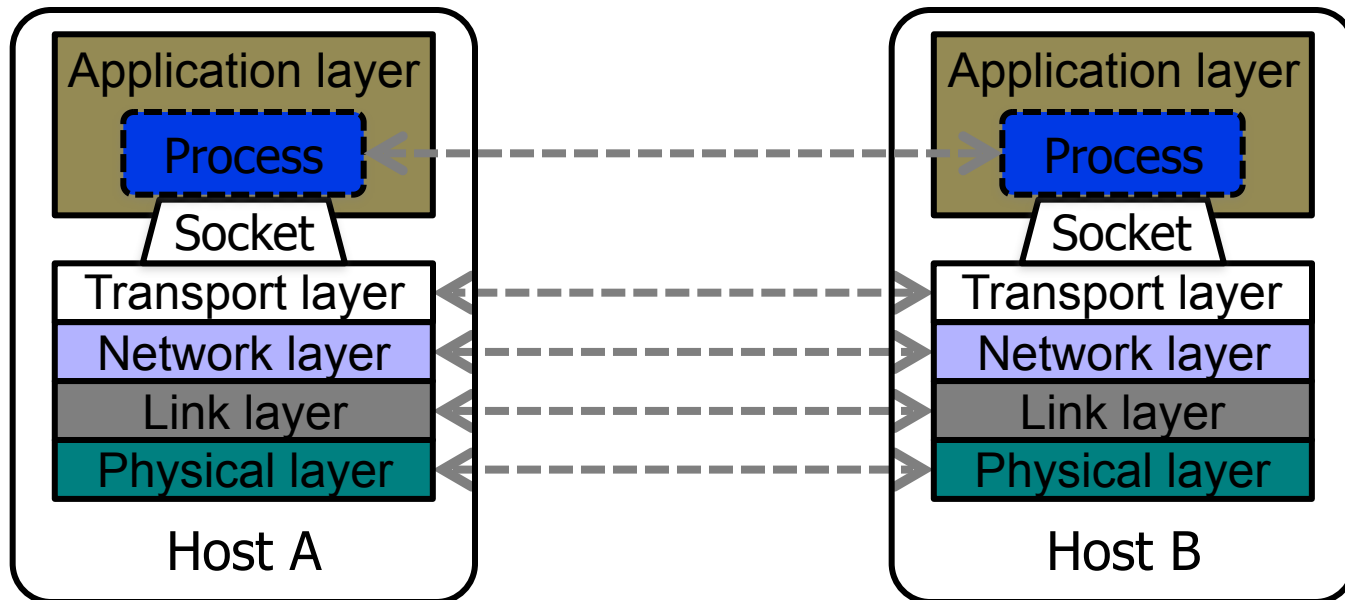 Application layer
Process
Socket
Transport layer
Network layer
Link layer
Physical layer
Host A
Application layer
Process
Socket
Transport layer
Network layer
Link layer
Physical layer
Host B